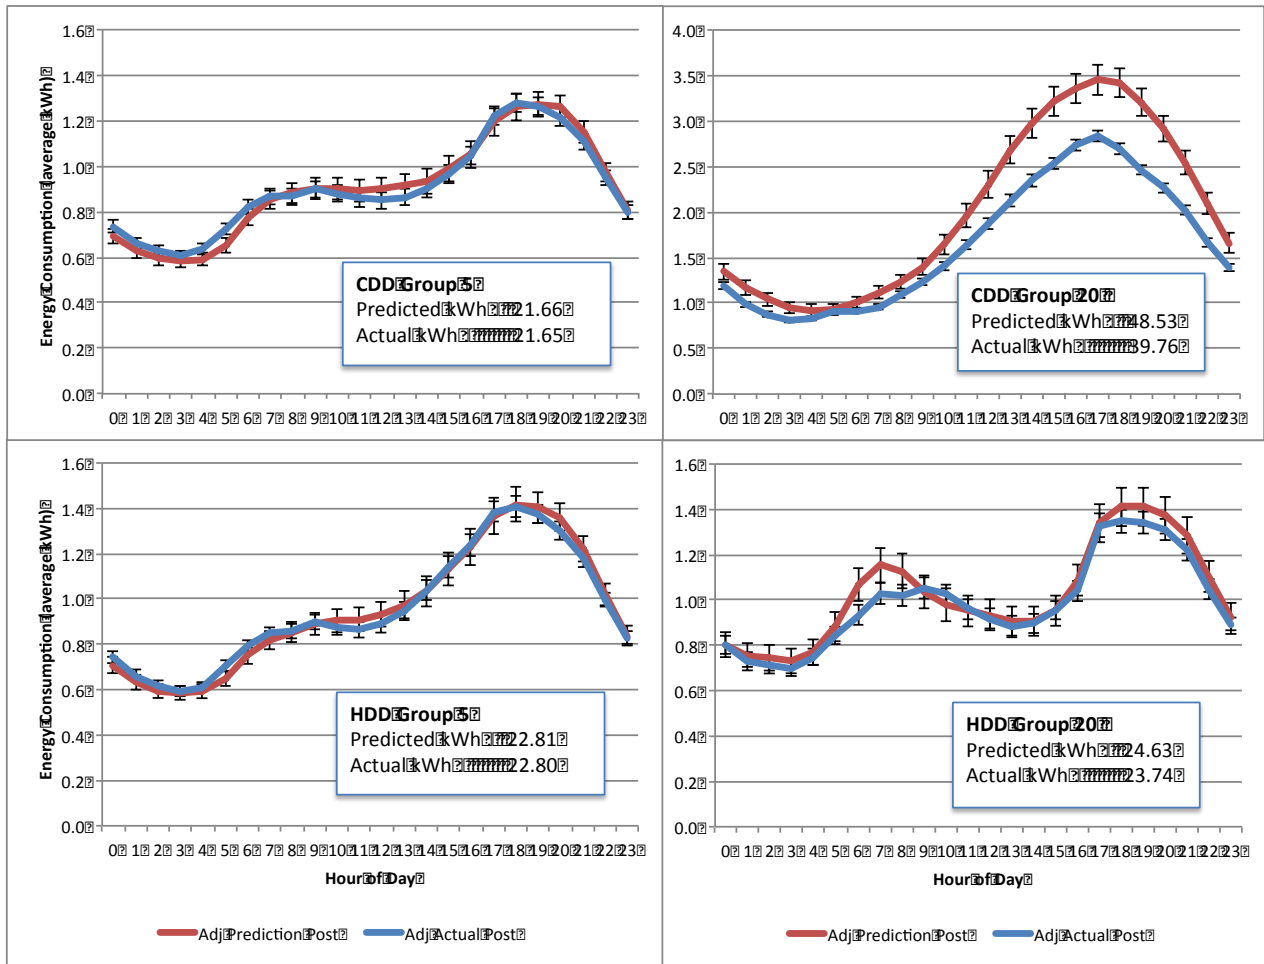 1.6
1.4
1.2
1.0
0.8
0.6
0.4
0.2
0.0
Energy Consumption (average kWh)
CDD Group 5
Predicted kWh 21.66
Actual kWh 21.65
0 1 2 3 4 5 6 7 8 9 10 11 12 13 14 15 16 17 18 19 20 21 22 23
4.0
3.5
3.0
2.5
2.0
1.5
1.0
0.5
0.0
CDD Group 20
Predicted kWh 48.53
Actual kWh 39.76
0 1 2 3 4 5 6 7 8 9 10 11 12 13 14 15 16 17 18 19 20 21 22 23
1.6
1.4
1.2
1.0
0.8
0.6
0.4
0.2
0.0
Energy Consumption (average kWh)
HDD Group 5
Predicted kWh 22.81
Actual kWh 22.80
0 1 2 3 4 5 6 7 8 9 10 11 12 13 14 15 16 17 18 19 20 21 22 23
Hour of Day
Adj Prediction Post Adj Actual Post
1.6
1.4
1.2
1.0
0.8
0.6
0.4
0.2
0.0
HDD Group 20
Predicted kWh 24.63
Actual kWh 23.74
0 1 2 3 4 5 6 7 8 9 10 11 12 13 14 15 16 17 18 19 20 21 22 23
Hour of Day
Adj Prediction Post Adj Actual Post